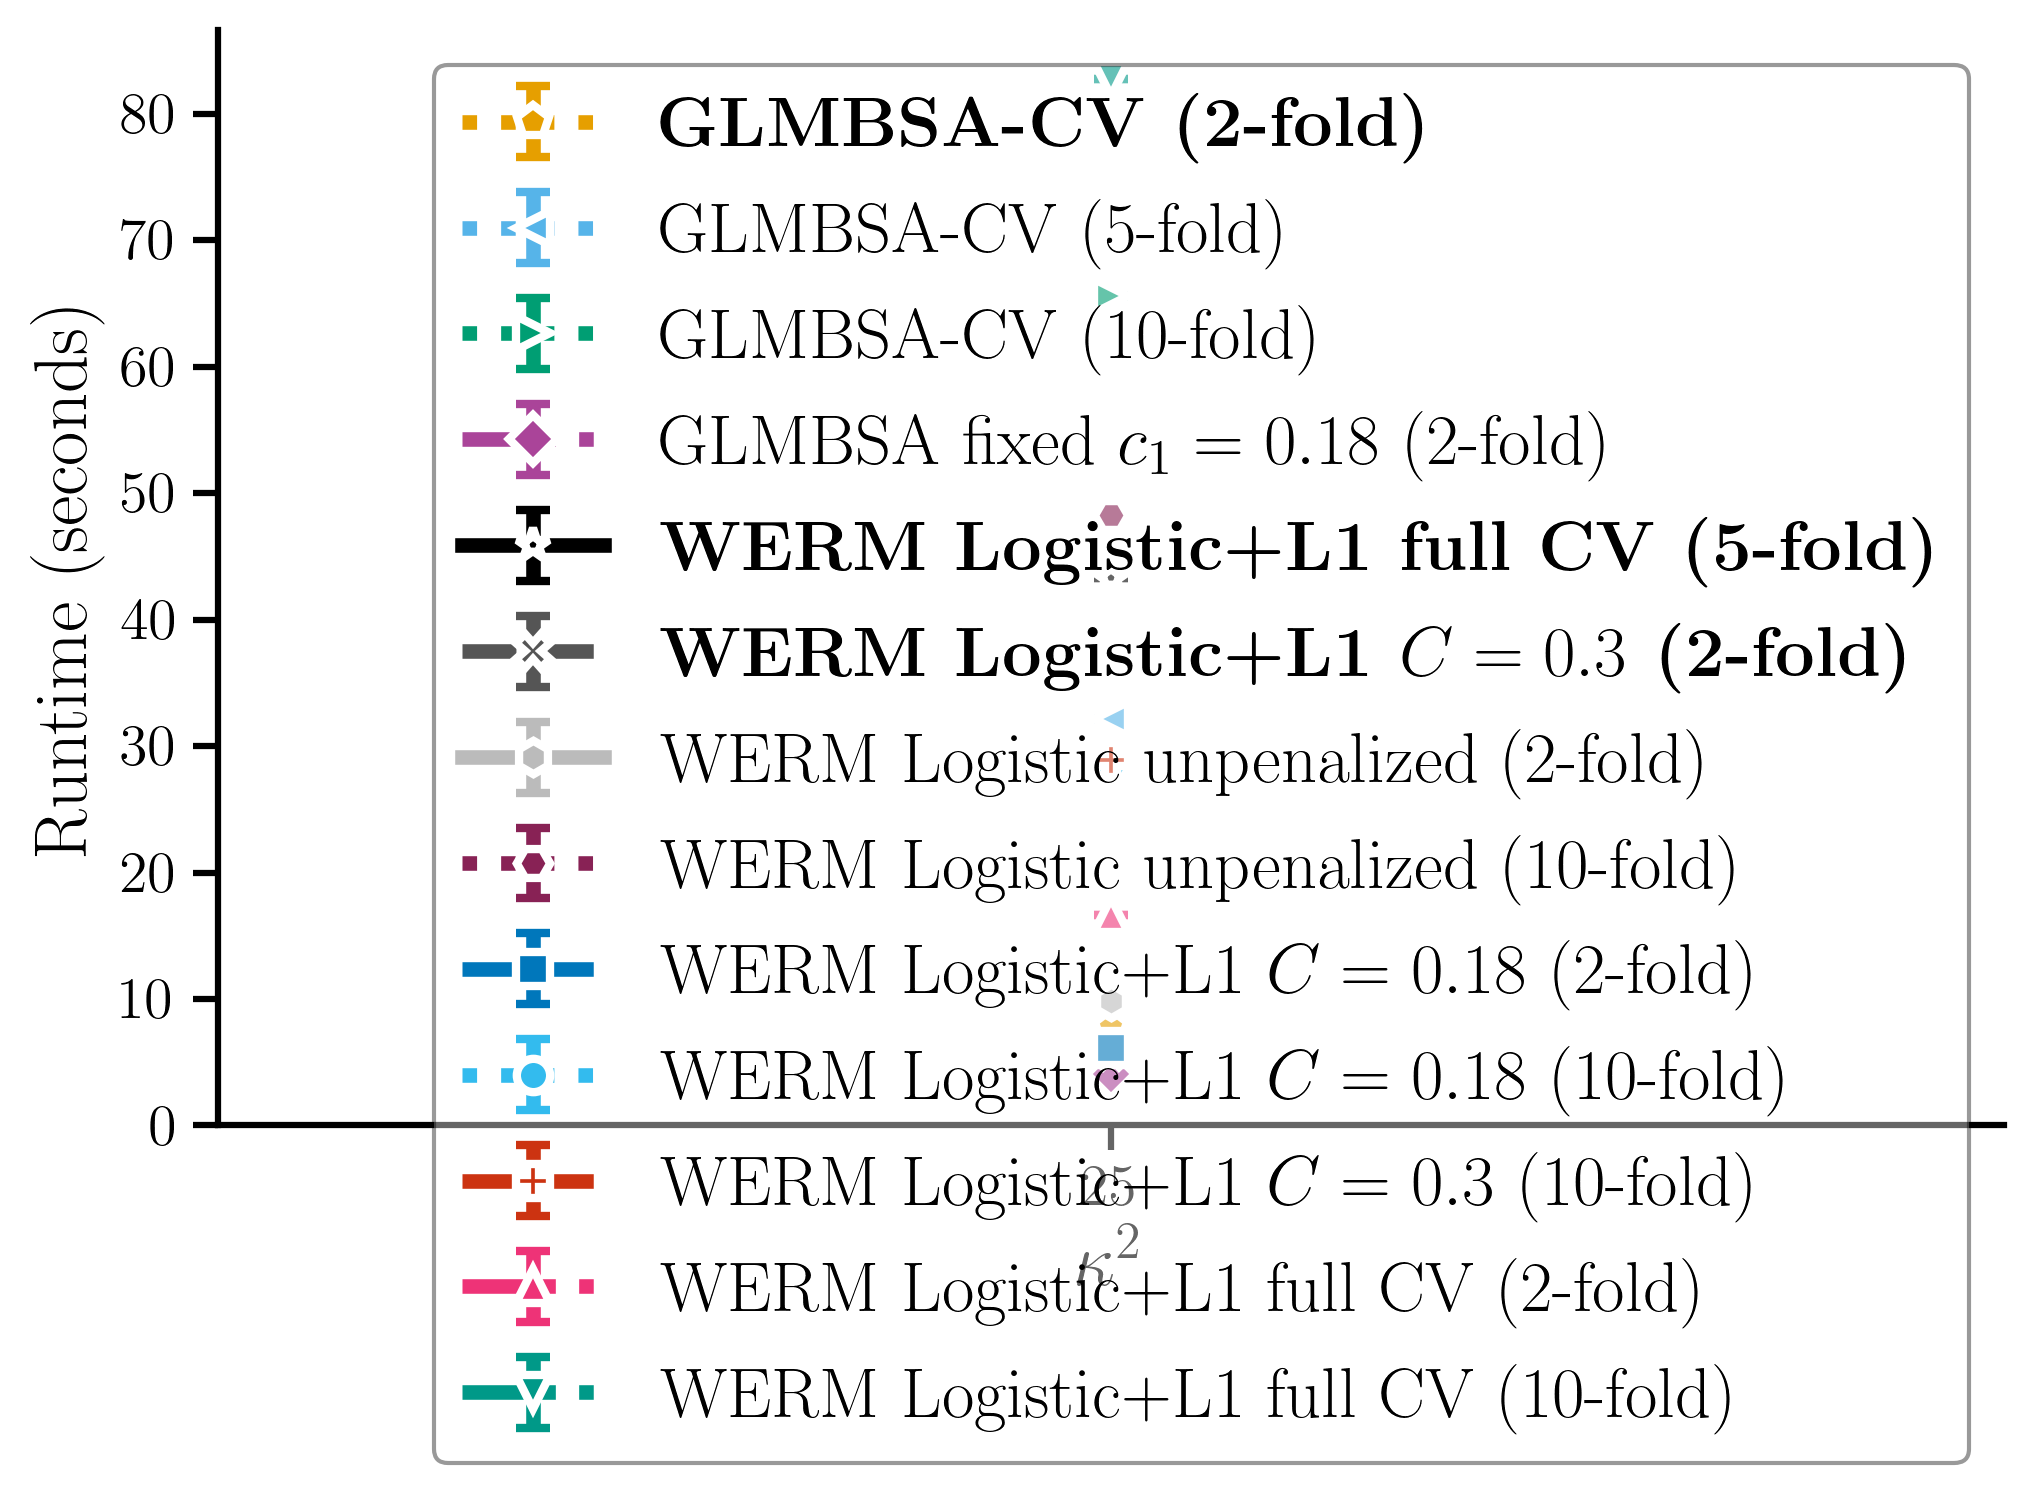 GLMBSA-CV (2-fold)
GLMBSA-CV (5-fold)
GLMBSA-CV (10-fold)
GLMBSA fixed c₁ = 0.18 (2-fold)
WERM Logistic+L1 full CV (5-fold)
WERM Logistic+L1 C = 0.3 (2-fold)
WERM Logistic unpenalized (2-fold)
WERM Logistic unpenalized (10-fold)
WERM Logistic+L1 C = 0.18 (2-fold)
WERM Logistic+L1 C = 0.18 (10-fold)
WERM Logistic+L1 C = 0.3 (10-fold)
WERM Logistic+L1 full CV (2-fold)
WERM Logistic+L1 full CV (10-fold)
Runtime (seconds)
80
70
60
50
40
30
20
10
0
25
κ²